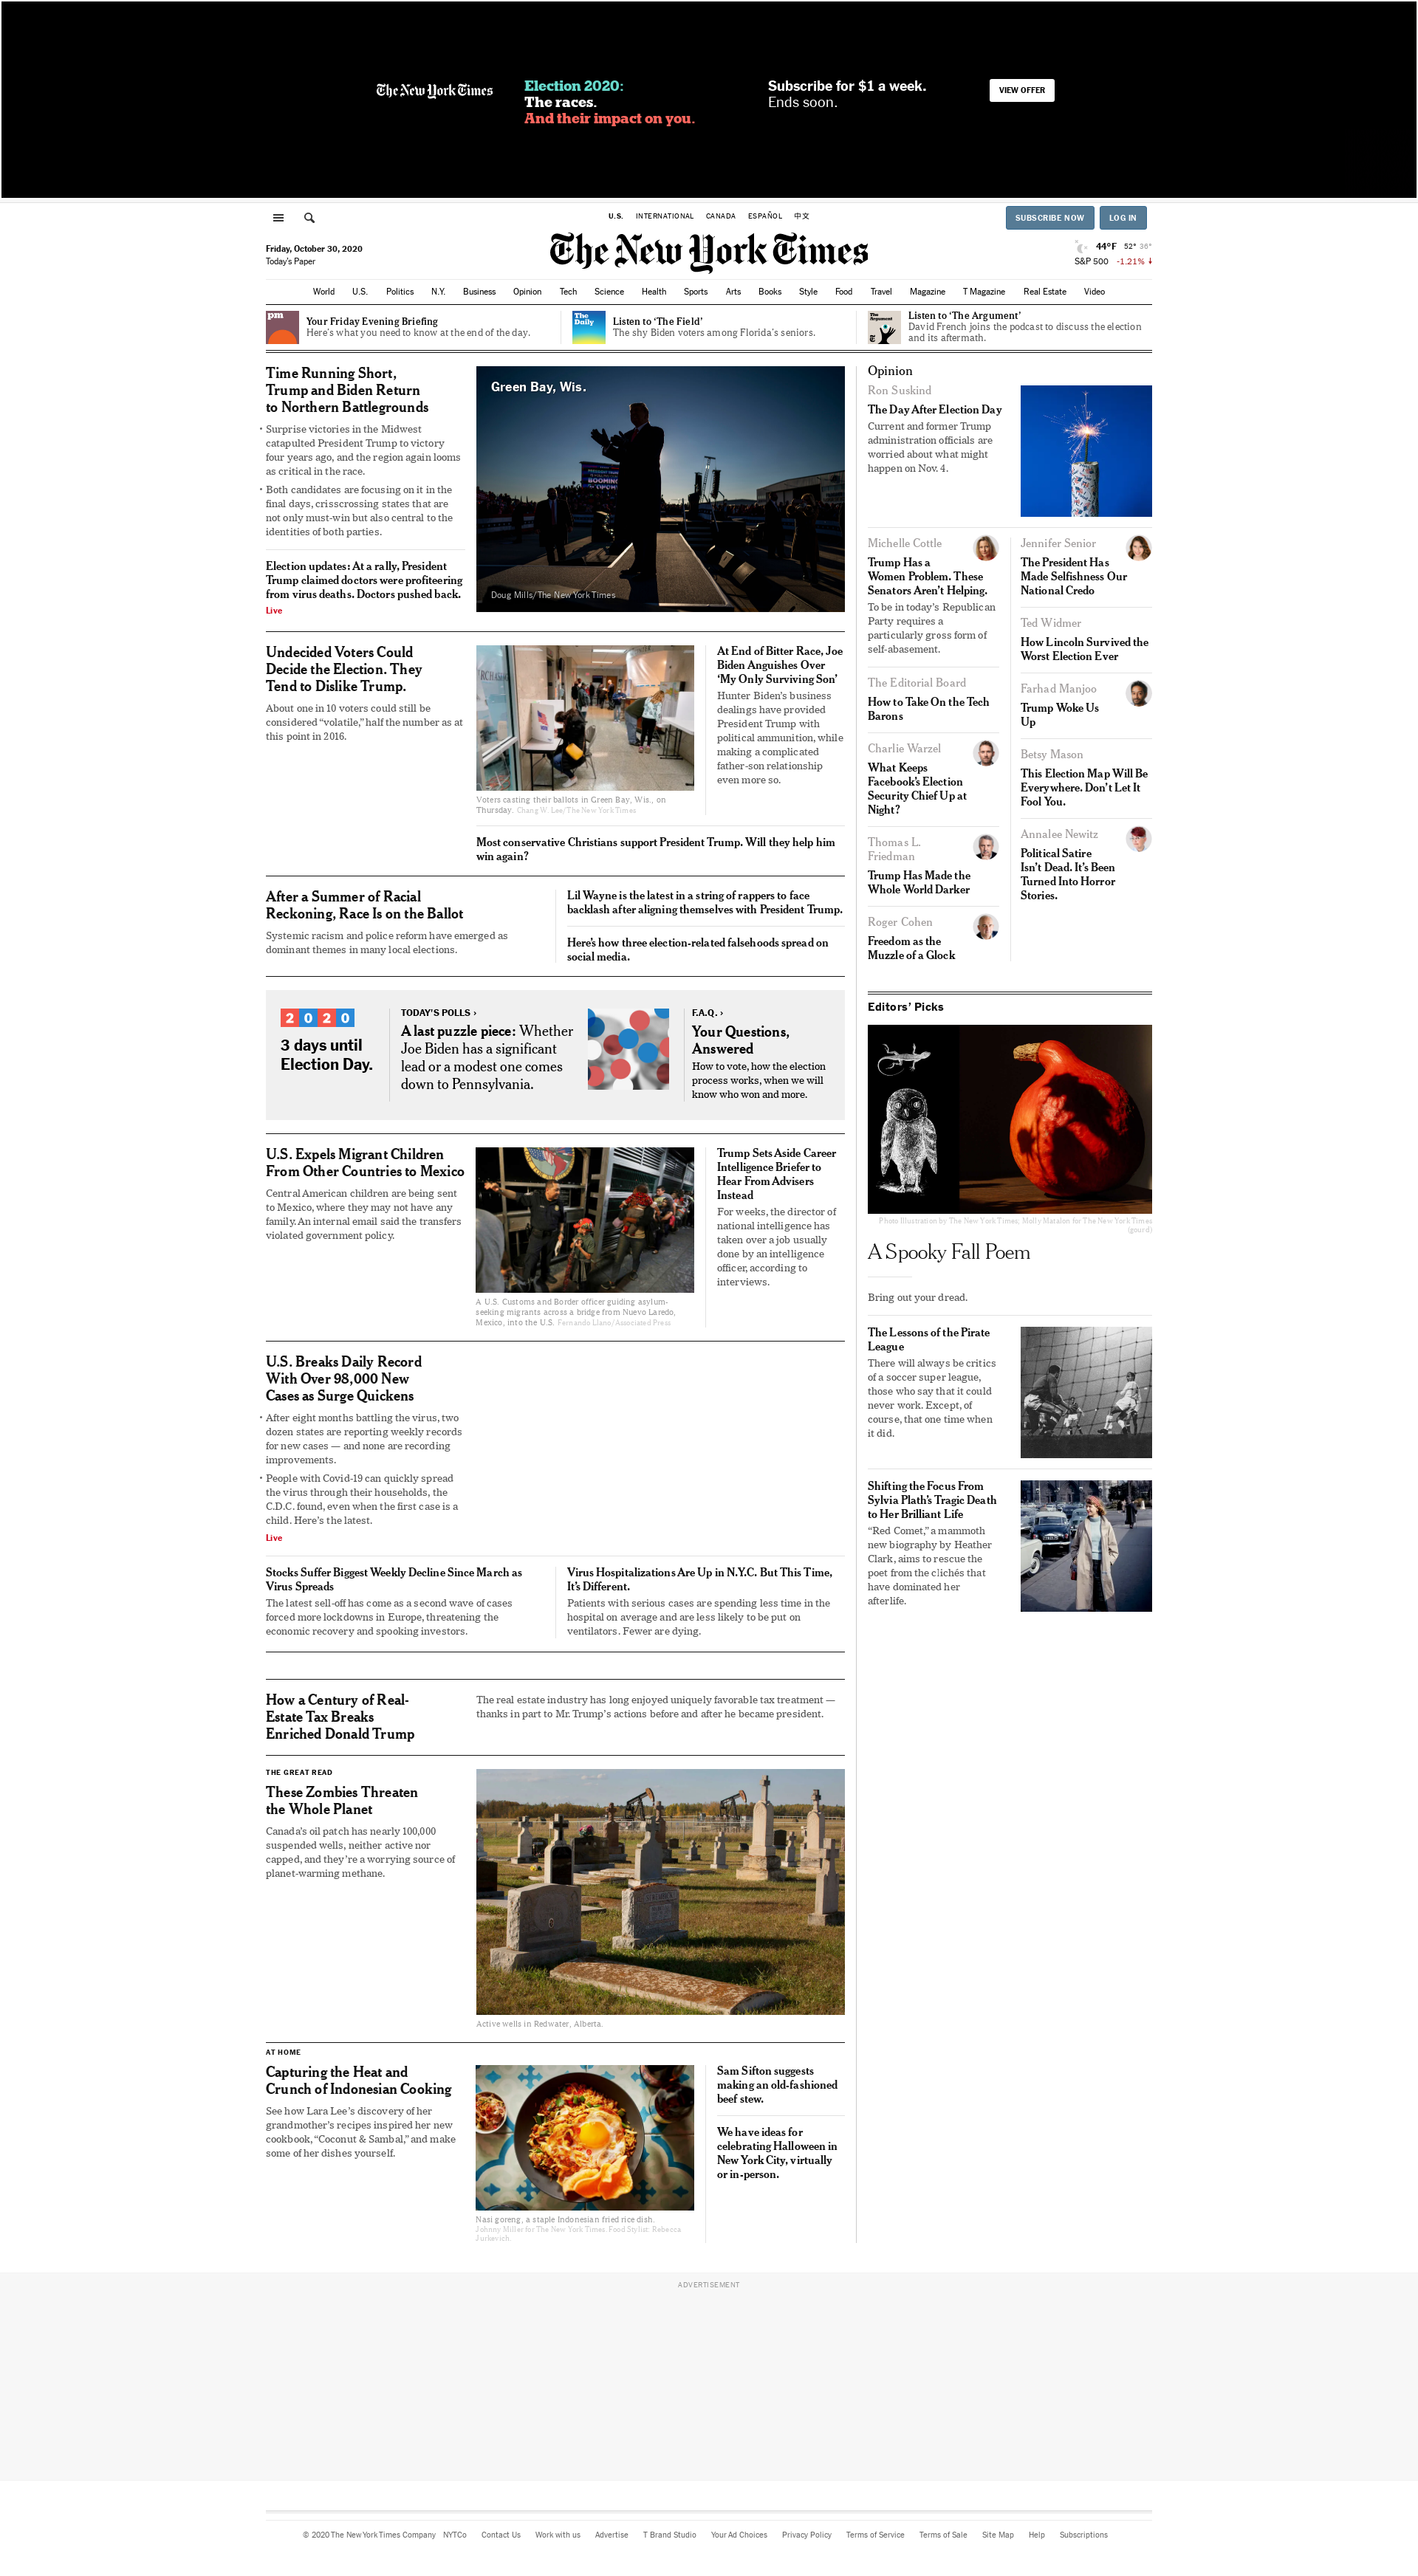 The New York Times
Election 2020:
The races.
And their impact on you.
Subscribe for $1 a week.
Ends soon.
VIEW OFFER
U.S. INTERNATIONAL CANADA ESPAÑOL 中文
SUBSCRIBE NOW LOG IN
Friday, October 30, 2020
Today's Paper
The New York Times
44°F 52° 36°
S&P 500 -1.21%
World U.S. Politics N.Y. Business Opinion Tech Science Health Sports Arts Books Style Food Travel Magazine T Magazine Real Estate Video
pm
Your Friday Evening Briefing
Here's what you need to know at the end of the day.
The
Daily
Listen to 'The Field'
The shy Biden voters among Florida's seniors.
The
Argument
Listen to 'The Argument'
David French joins the podcast to discuss the election
and its aftermath.
Time Running Short,
Trump and Biden Return
to Northern Battlegrounds
Surprise victories in the Midwest
catapulted President Trump to victory
four years ago, and the region again looms
as critical in the race.
Both candidates are focusing on it in the
final days, crisscrossing states that are
not only must-win but also central to the
identities of both parties.
Election updates: At a rally, President
Trump claimed doctors were profiteering
from virus deaths. Doctors pushed back.
Live
Green Bay, Wis.
BOOMING
Doug Mills/The New York Times
Undecided Voters Could
Decide the Election. They
Tend to Dislike Trump.
About one in 10 voters could still be
considered “volatile,” half the number as at
this point in 2016.
Voters casting their ballots in Green Bay, Wis., on
Thursday. Chang W. Lee/The New York Times
At End of Bitter Race, Joe
Biden Anguishes Over
‘My Only Surviving Son’
Hunter Biden's business
dealings have provided
President Trump with
political ammunition, while
making a complicated
father-son relationship
even more so.
Most conservative Christians support President Trump. Will they help him
win again?
After a Summer of Racial
Reckoning, Race Is on the Ballot
Systemic racism and police reform have emerged as
dominant themes in many local elections.
Lil Wayne is the latest in a string of rappers to face
backlash after aligning themselves with President Trump.
Here's how three election-related falsehoods spread on
social media.
2020
3 days until
Election Day.
TODAY'S POLLS ›
A last puzzle piece: Whether
Joe Biden has a significant
lead or a modest one comes
down to Pennsylvania.
F.A.Q. ›
Your Questions,
Answered
How to vote, how the election
process works, when we will
know who won and more.
U.S. Expels Migrant Children
From Other Countries to Mexico
Central American children are being sent
to Mexico, where they may not have any
family. An internal email said the transfers
violated government policy.
A U.S. Customs and Border officer guiding asylum-
seeking migrants across a bridge from Nuevo Laredo,
Mexico, into the U.S. Fernando Llano/Associated Press
Trump Sets Aside Career
Intelligence Briefer to
Hear From Advisers
Instead
For weeks, the director of
national intelligence has
taken over a job usually
done by an intelligence
officer, according to
interviews.
U.S. Breaks Daily Record
With Over 98,000 New
Cases as Surge Quickens
After eight months battling the virus, two
dozen states are reporting weekly records
for new cases — and none are recording
improvements.
People with Covid-19 can quickly spread
the virus through their households, the
C.D.C. found, even when the first case is a
child. Here's the latest.
Live
Stocks Suffer Biggest Weekly Decline Since March as
Virus Spreads
The latest sell-off has come as a second wave of cases
forced more lockdowns in Europe, threatening the
economic recovery and spooking investors.
Virus Hospitalizations Are Up in N.Y.C. But This Time,
It's Different.
Patients with serious cases are spending less time in the
hospital on average and are less likely to be put on
ventilators. Fewer are dying.
How a Century of Real-
Estate Tax Breaks
Enriched Donald Trump
The real estate industry has long enjoyed uniquely favorable tax treatment —
thanks in part to Mr. Trump's actions before and after he became president.
THE GREAT READ
These Zombies Threaten
the Whole Planet
Canada's oil patch has nearly 100,000
suspended wells, neither active nor
capped, and they're a worrying source of
planet-warming methane.
Active wells in Redwater, Alberta.
AT HOME
Capturing the Heat and
Crunch of Indonesian Cooking
See how Lara Lee's discovery of her
grandmother's recipes inspired her new
cookbook, “Coconut & Sambal,” and make
some of her dishes yourself.
Nasi goreng, a staple Indonesian fried rice dish.
Johnny Miller for The New York Times. Food Stylist: Rebecca
Jurkevich.
Sam Sifton suggests
making an old-fashioned
beef stew.
We have ideas for
celebrating Halloween in
New York City, virtually
or in-person.
Opinion
Ron Suskind
The Day After Election Day
Current and former Trump
administration officials are
worried about what might
happen on Nov. 4.
Michelle Cottle
Trump Has a
Women Problem. These
Senators Aren't Helping.
To be in today's Republican
Party requires a
particularly gross form of
self-abasement.
The Editorial Board
How to Take On the Tech
Barons
Charlie Warzel
What Keeps
Facebook's Election
Security Chief Up at
Night?
Thomas L.
Friedman
Trump Has Made the
Whole World Darker
Roger Cohen
Freedom as the
Muzzle of a Glock
Jennifer Senior
The President Has
Made Selfishness Our
National Credo
Ted Widmer
How Lincoln Survived the
Worst Election Ever
Farhad Manjoo
Trump Woke Us
Up
Betsy Mason
This Election Map Will Be
Everywhere. Don't Let It
Fool You.
Annalee Newitz
Political Satire
Isn't Dead. It's Been
Turned Into Horror
Stories.
Editors' Picks
Photo Illustration by The New York Times; Molly Matalon for The New York Times
(gourd)
A Spooky Fall Poem
Bring out your dread.
The Lessons of the Pirate
League
There will always be critics
of a soccer super league,
those who say that it could
never work. Except, of
course, that one time when
it did.
Shifting the Focus From
Sylvia Plath's Tragic Death
to Her Brilliant Life
“Red Comet,” a mammoth
new biography by Heather
Clark, aims to rescue the
poet from the clichés that
have dominated her
afterlife.
ADVERTISEMENT
© 2020 The New York Times Company NYTCo Contact Us Work with us Advertise T Brand Studio Your Ad Choices Privacy Policy Terms of Service Terms of Sale Site Map Help Subscriptions